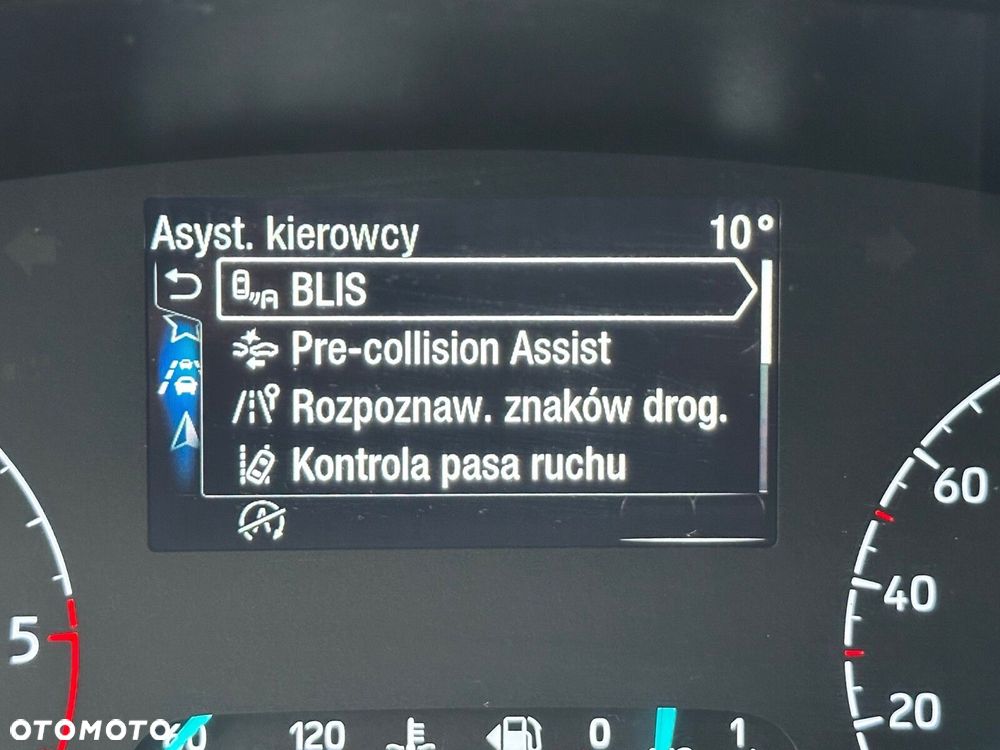 Asyst. kierowcy 10°
BLIS
Pre-collision Assist
Rozpoznaw. znaków drog.
Kontrola pasa ruchu
60
40
20
5
120 0 1
OTOMOTO